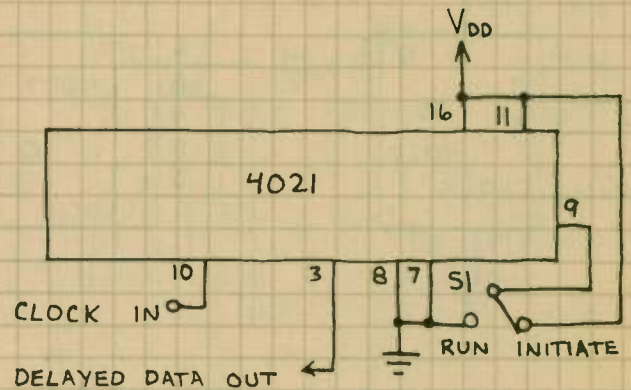 VDD
16 11
4021
9
10 3 8 7 S1
CLOCK IN
RUN INITIATE
DELAYED DATA OUT